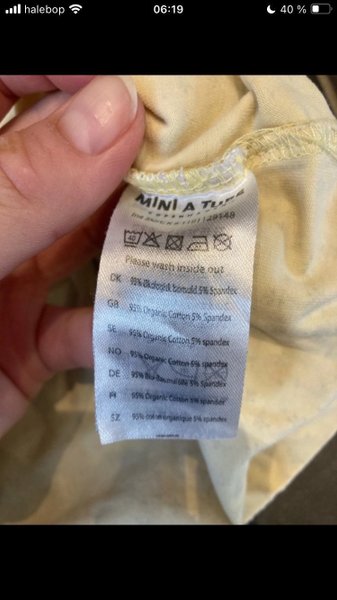 halebop 06:19 40 %
MINI A TURE
29149
40
Please wash inside out
DK 95% Økologisk bomuld 5% Spandex
GB 95% Organic Cotton 5% Spandex
SE 95% Organic Cotton 5% Spandex
NO 95% Organic Cotton 5% Spandex
DE 95% 5% Spandex
FI 95% Organic Cotton 5% spandex
SZ 95% coton organique 5% Spandex